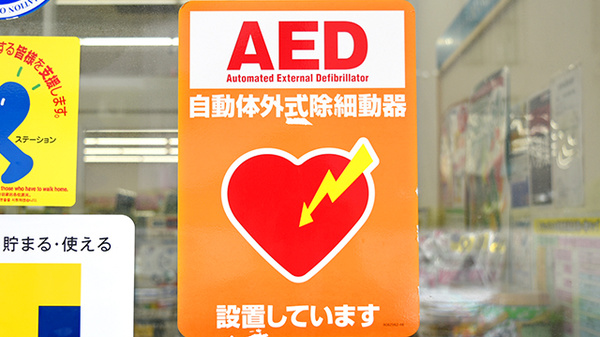 AED
Automated External Defibrillator
自動体外式除細動器
設置しています
する皆様を支援します。
ステーション
those who have to walk home.
貯まる・使える